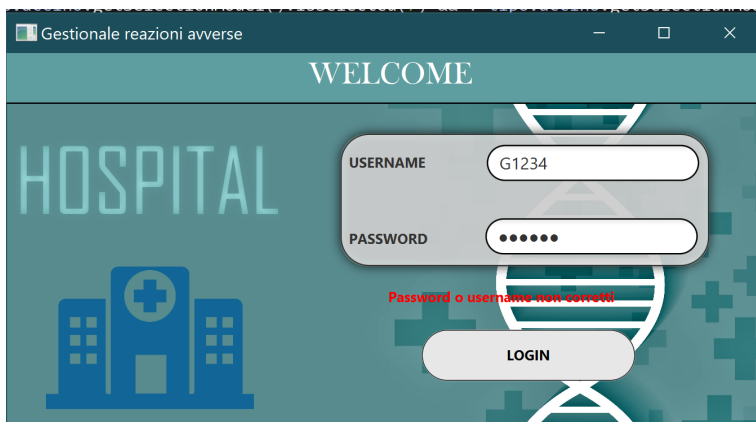 Gestionale reazioni avverse
WELCOME
HOSPITAL
USERNAME G1234
PASSWORD ●●●●●●
Password o username non corretti
LOGIN